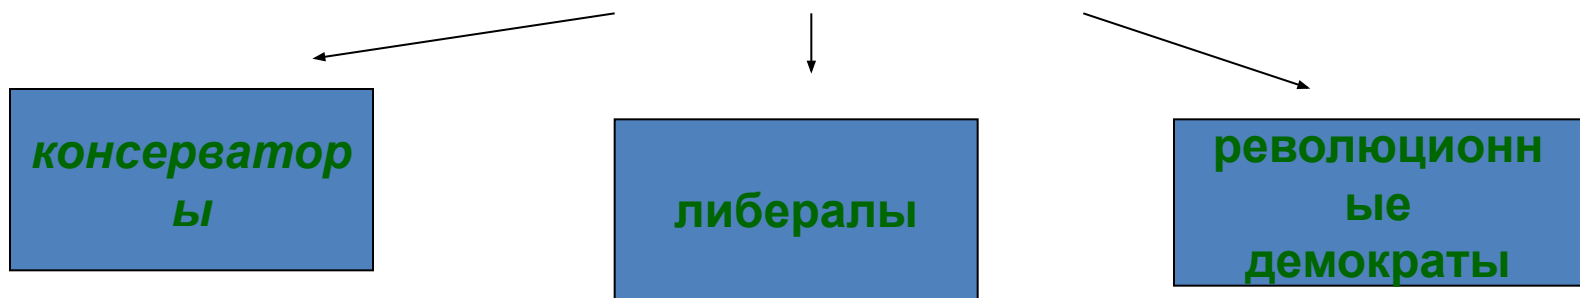 консерватор
ы
либералы
революционн
ые
демократы